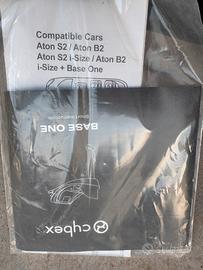 Compatible Cars
Aton S2 / Aton B2
Aton S2 i-Size / Aton B2
i-Size + Base One
BASE ONE
cybex